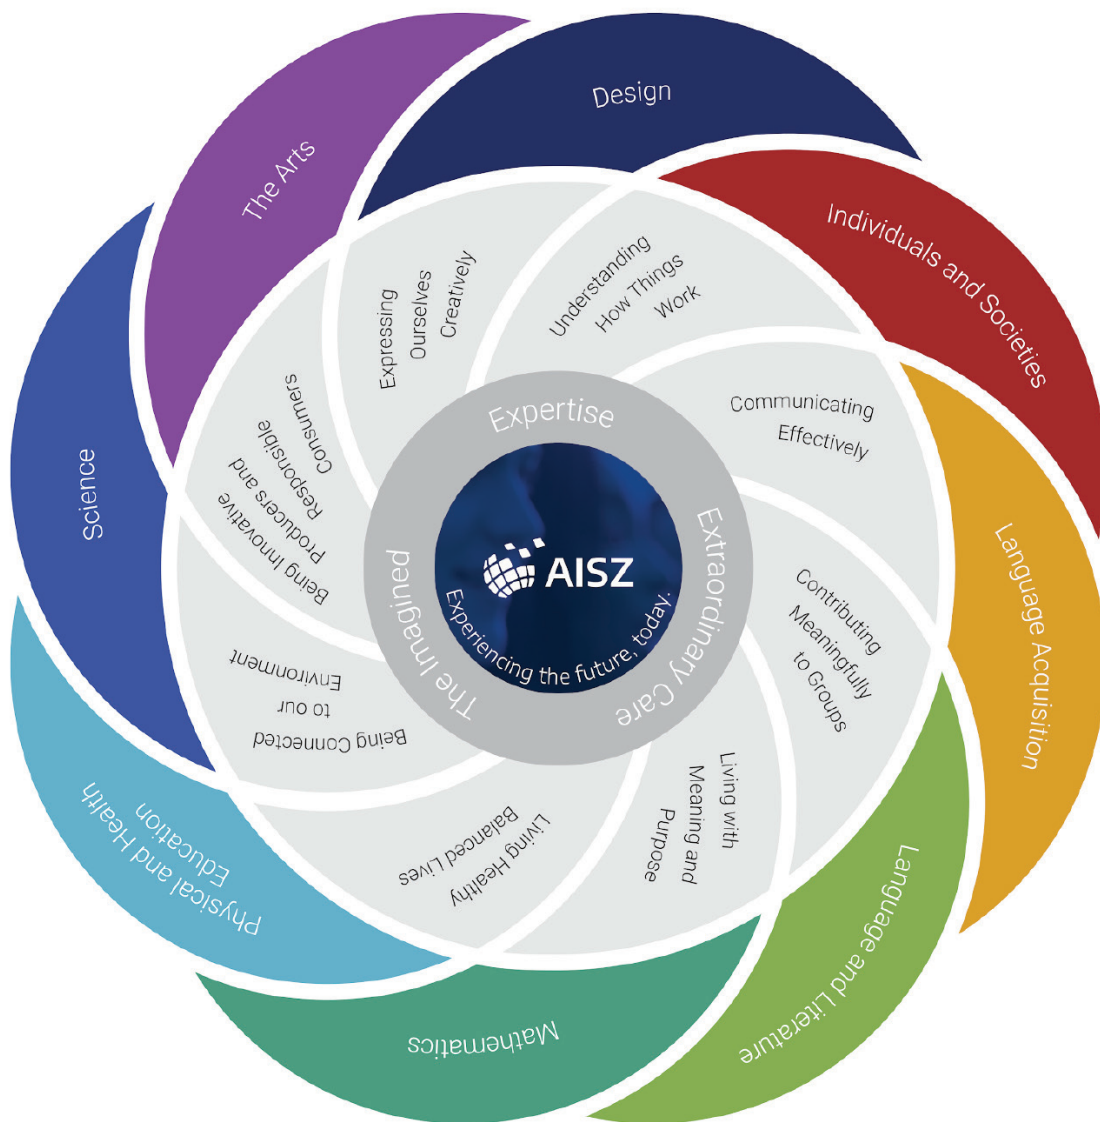 Design
Individuals and Societies
Language Acquisition
Language and Literature
Mathematics
Physical and Health
Education
Science
The Arts
Expressing
Ourselves
Creatively
Understanding
How Things
Work
Communicating
Effectively
Contributing
Meaningfully
to Groups
Living with
Meaning and
Purpose
Living Healthy
Balanced Lives
Being Connected
to our
Environment
Being Innovative
Producers and
Responsible
Consumers
Expertise
Extraordinary Care
The Imagined
AISZ
Experiencing the future, today.